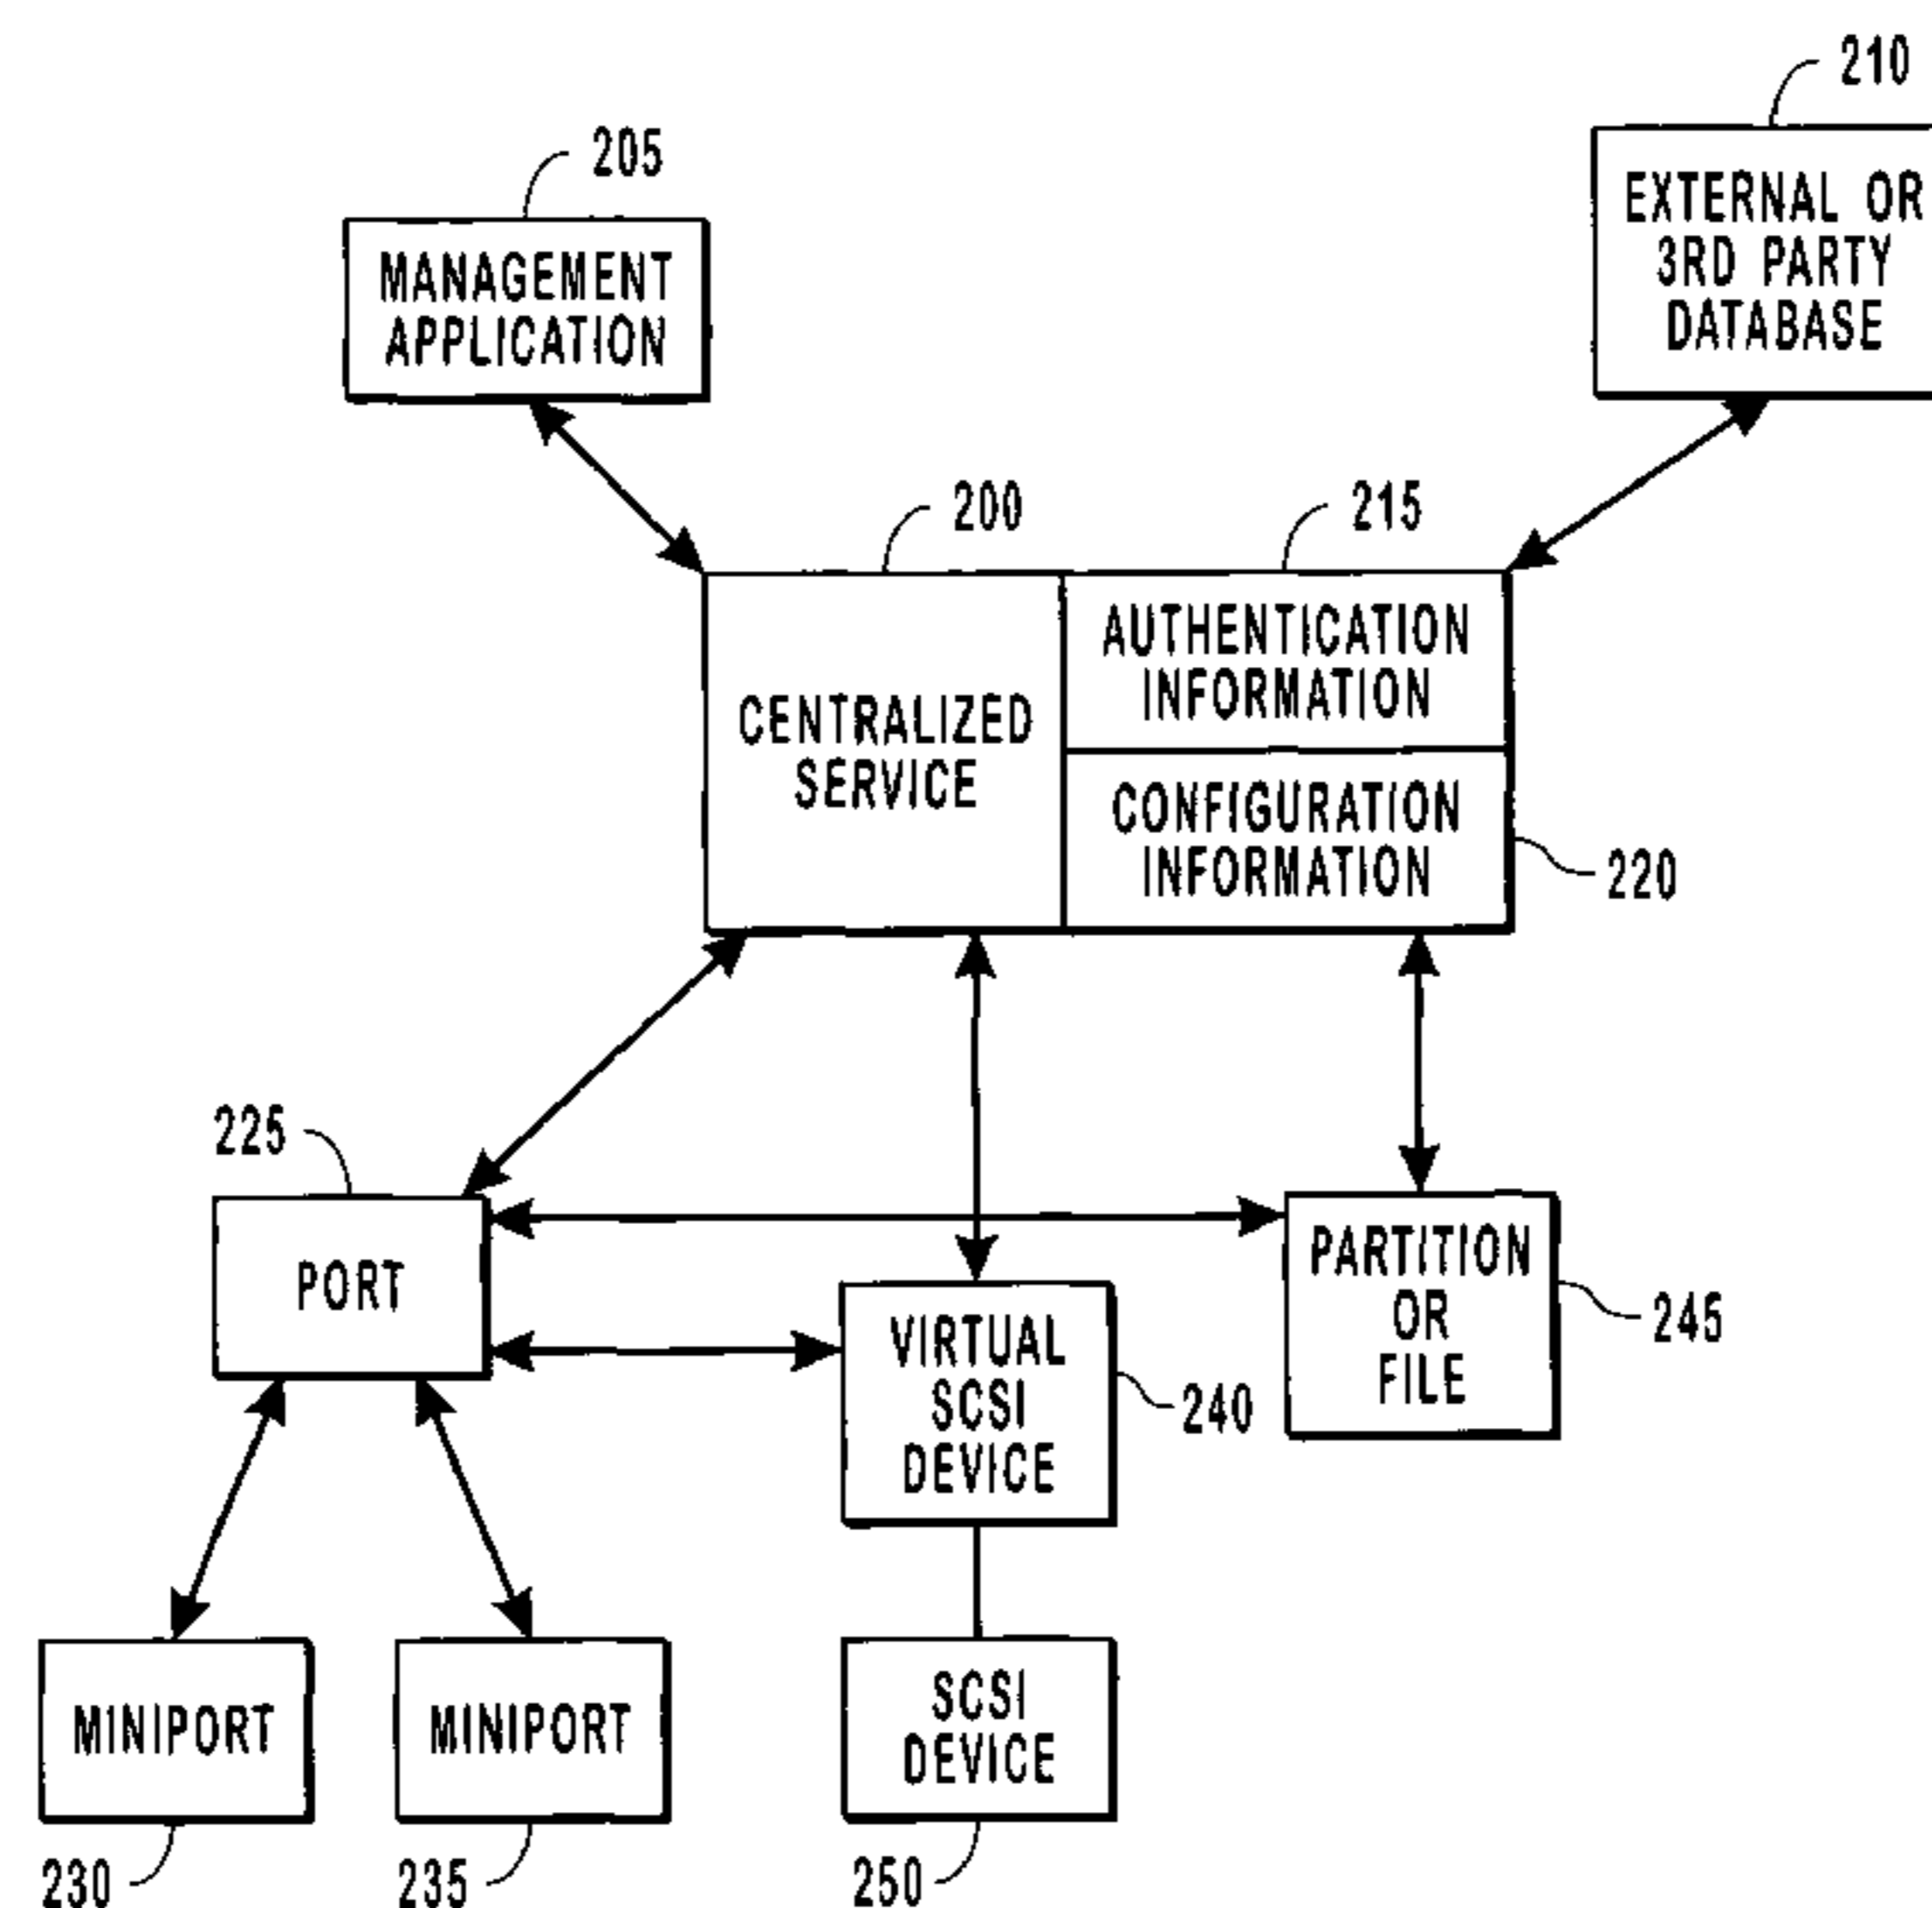 210
205
EXTERNAL OR
3RD PARTY
DATABASE
MANAGEMENT
APPLICATION
200
215
AUTHENTICATION
INFORMATION
CENTRALIZED
SERVICE
CONFIGURATION
INFORMATION
220
225
PORT
PARTITION
OR
FILE
245
VIRTUAL
SCSI
DEVICE
240
MINIPORT
MINIPORT
SCSI
DEVICE
230
235
250